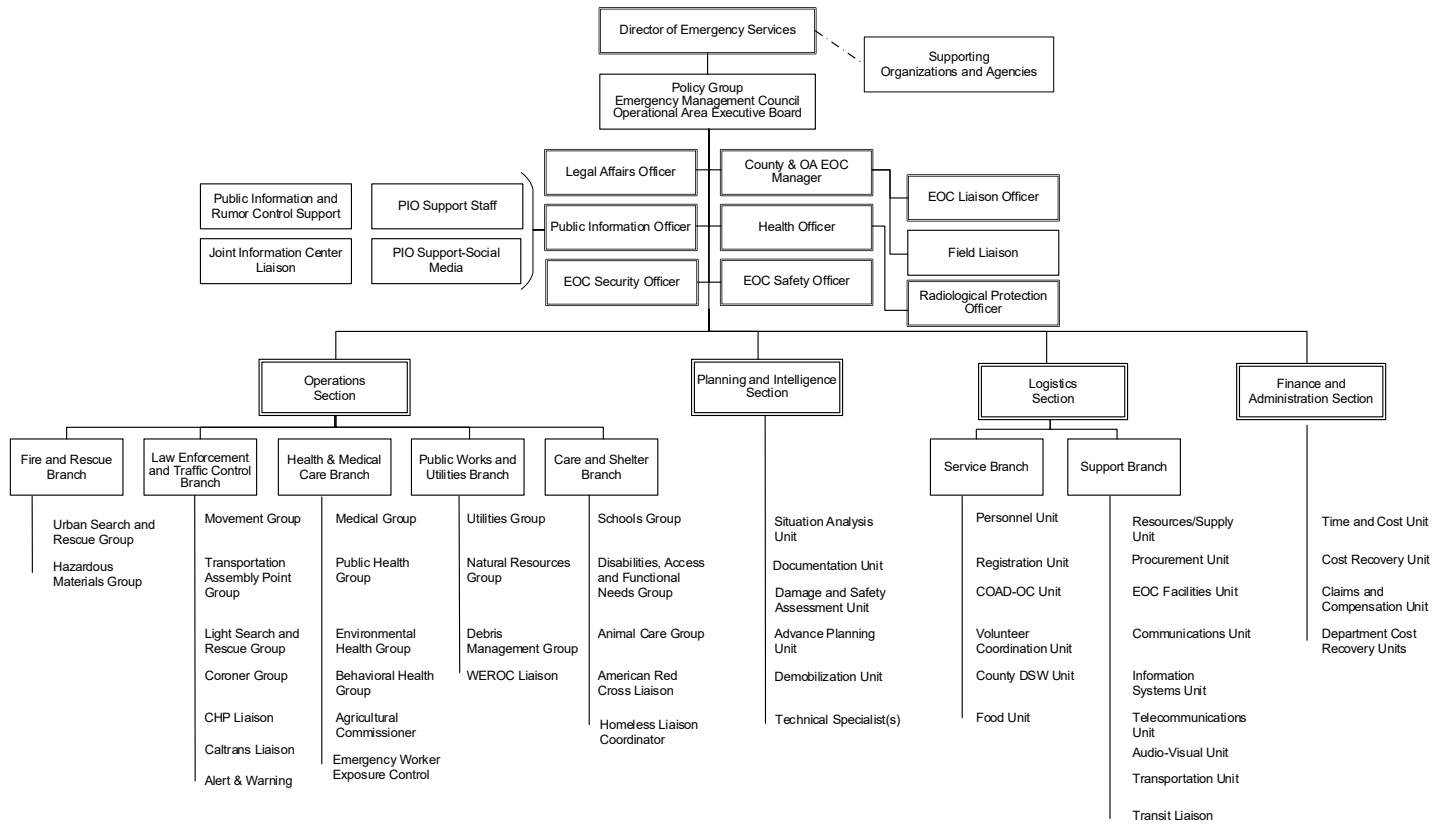 Director of Emergency Services
Supporting
Organizations and Agencies
Policy Group
Emergency Management Council
Operational Area Executive Board
Legal Affairs Officer
County & OA EOC
Manager
Public Information and
Rumor Control Support
PIO Support Staff
EOC Liaison Officer
Public Information Officer
Health Officer
Joint Information Center
Liaison
PIO Support-Social
Media
Field Liaison
EOC Security Officer
EOC Safety Officer
Radiological Protection
Officer
Operations
Section
Planning and Intelligence
Section
Logistics
Section
Finance and
Administration Section
Fire and Rescue
Branch
Law Enforcement
and Traffic Control
Branch
Health & Medical
Care Branch
Public Works and
Utilities Branch
Care and Shelter
Branch
Service Branch
Support Branch
Urban Search and
Rescue Group
Hazardous
Materials Group
Movement Group
Transportation
Assembly Point
Group
Light Search and
Rescue Group
Coroner Group
CHP Liaison
Caltrans Liaison
Alert & Warning
Medical Group
Public Health
Group
Environmental
Health Group
Behavioral Health
Group
Agricultural
Commissioner
Emergency Worker
Exposure Control
Utilities Group
Natural Resources
Group
Debris
Management Group
WEROC Liaison
Schools Group
Disabilities, Access
and Functional
Needs Group
Animal Care Group
American Red
Cross Liaison
Homeless Liaison
Coordinator
Situation Analysis
Unit
Documentation Unit
Damage and Safety
Assessment Unit
Advance Planning
Unit
Demobilization Unit
Technical Specialist(s)
Personnel Unit
Registration Unit
COAD-OC Unit
Volunteer
Coordination Unit
County DSW Unit
Food Unit
Resources/Supply
Unit
Procurement Unit
EOC Facilities Unit
Communications Unit
Information
Systems Unit
Telecommunications
Unit
Audio-Visual Unit
Transportation Unit
Transit Liaison
Time and Cost Unit
Cost Recovery Unit
Claims and
Compensation Unit
Department Cost
Recovery Units